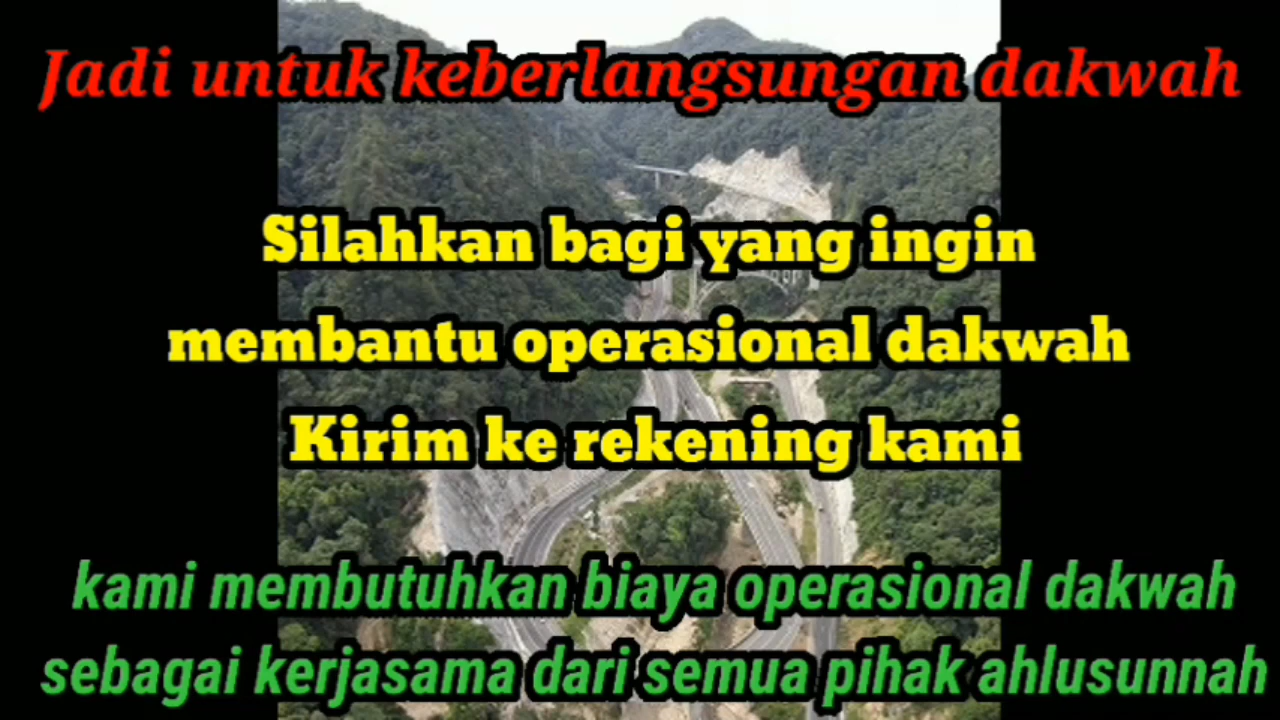 Jadi untuk keberlangsungan dakwah
Silahkan bagi yang ingin
membantu operasional dakwah
Kirim ke rekening kami
kami membutuhkan biaya operasional dakwah
sebagai kerjasama dari semua pihak ahlusunnah